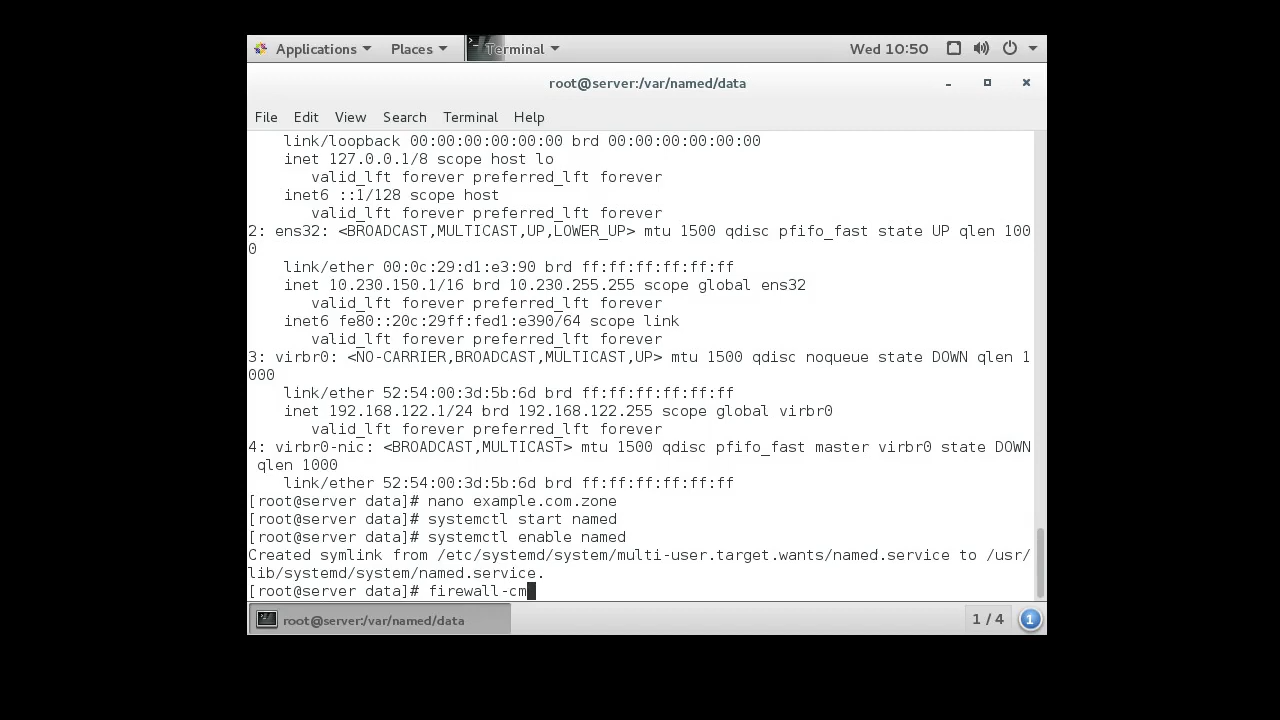 Applications Places Terminal Wed 10:50
root@server:/var/named/data
File Edit View Search Terminal Help
link/loopback 00:00:00:00:00:00 brd 00:00:00:00:00:00
inet 127.0.0.1/8 scope host lo
valid_lft forever preferred_lft forever
inet6 ::1/128 scope host
valid_lft forever preferred_lft forever
2: ens32: <BROADCAST,MULTICAST,UP,LOWER_UP> mtu 1500 qdisc pfifo_fast state UP qlen 100
0
link/ether 00:0c:29:d1:e3:90 brd ff:ff:ff:ff:ff:ff
inet 10.230.150.1/16 brd 10.230.255.255 scope global ens32
valid_lft forever preferred_lft forever
inet6 fe80::20c:29ff:fed1:e390/64 scope link
valid_lft forever preferred_lft forever
3: virbr0: <NO-CARRIER,BROADCAST,MULTICAST,UP> mtu 1500 qdisc noqueue state DOWN qlen 1
000
link/ether 52:54:00:3d:5b:6d brd ff:ff:ff:ff:ff:ff
inet 192.168.122.1/24 brd 192.168.122.255 scope global virbr0
valid_lft forever preferred_lft forever
4: virbr0-nic: <BROADCAST,MULTICAST> mtu 1500 qdisc pfifo_fast master virbr0 state DOWN
qlen 1000
link/ether 52:54:00:3d:5b:6d brd ff:ff:ff:ff:ff:ff
[root@server data]# nano example.com.zone
[root@server data]# systemctl start named
[root@server data]# systemctl enable named
Created symlink from /etc/systemd/system/multi-user.target.wants/named.service to /usr/
lib/systemd/system/named.service.
[root@server data]# firewall-cm
root@server:/var/named/data 1 / 4 1